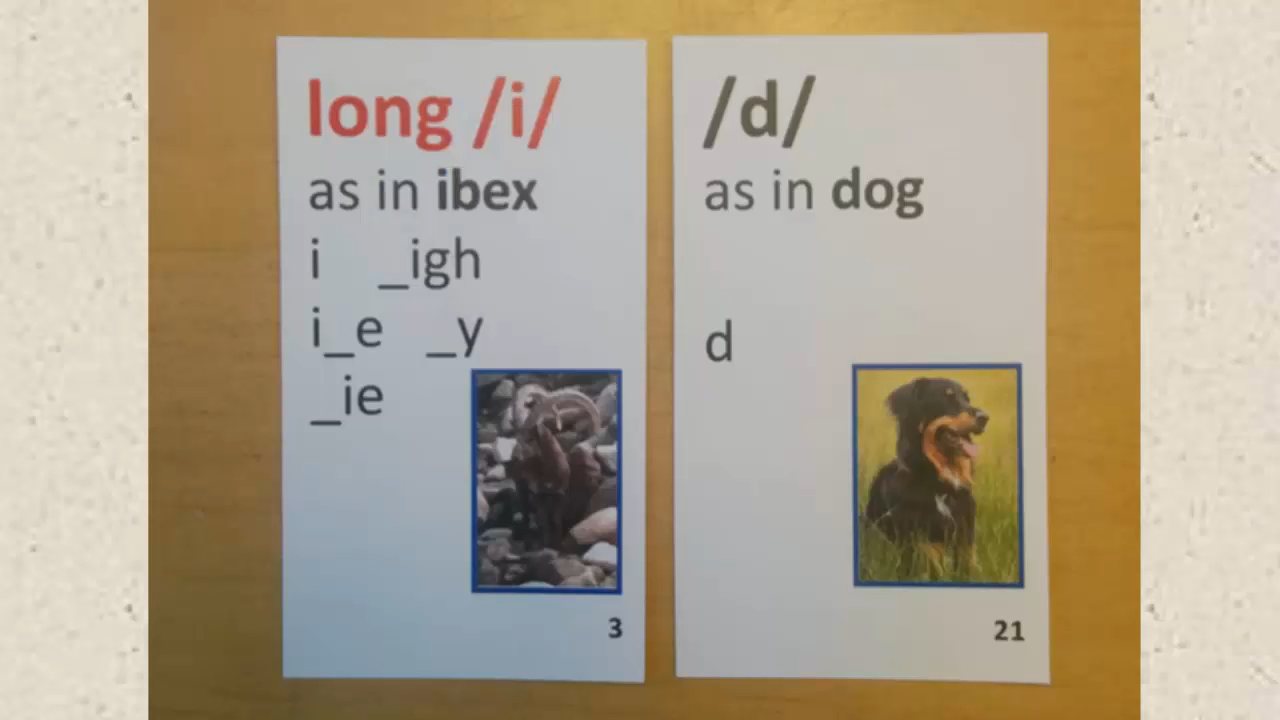 long /i/
as in ibex
i _igh
i_e _y
_ie
3
/d/
as in dog
d
21